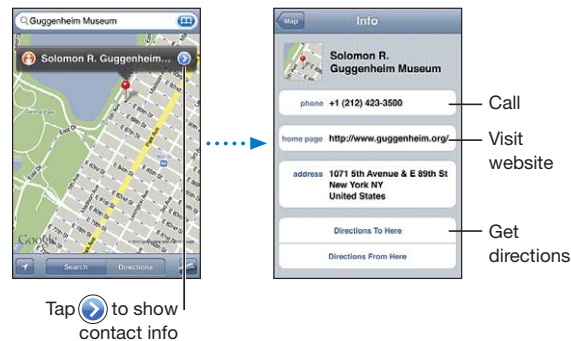 Guggenheim Museum
Solomon R. Guggenheim...
Google
Search
Directions
Tap to show
contact info
Map
Info
Solomon R.
Guggenheim Museum
phone +1 (212) 423-3500
home page http://www.guggenheim.org/
address 1071 5th Avenue & E 89th St
New York NY
United States
Directions To Here
Directions From Here
Call
Visit
website
Get
directions